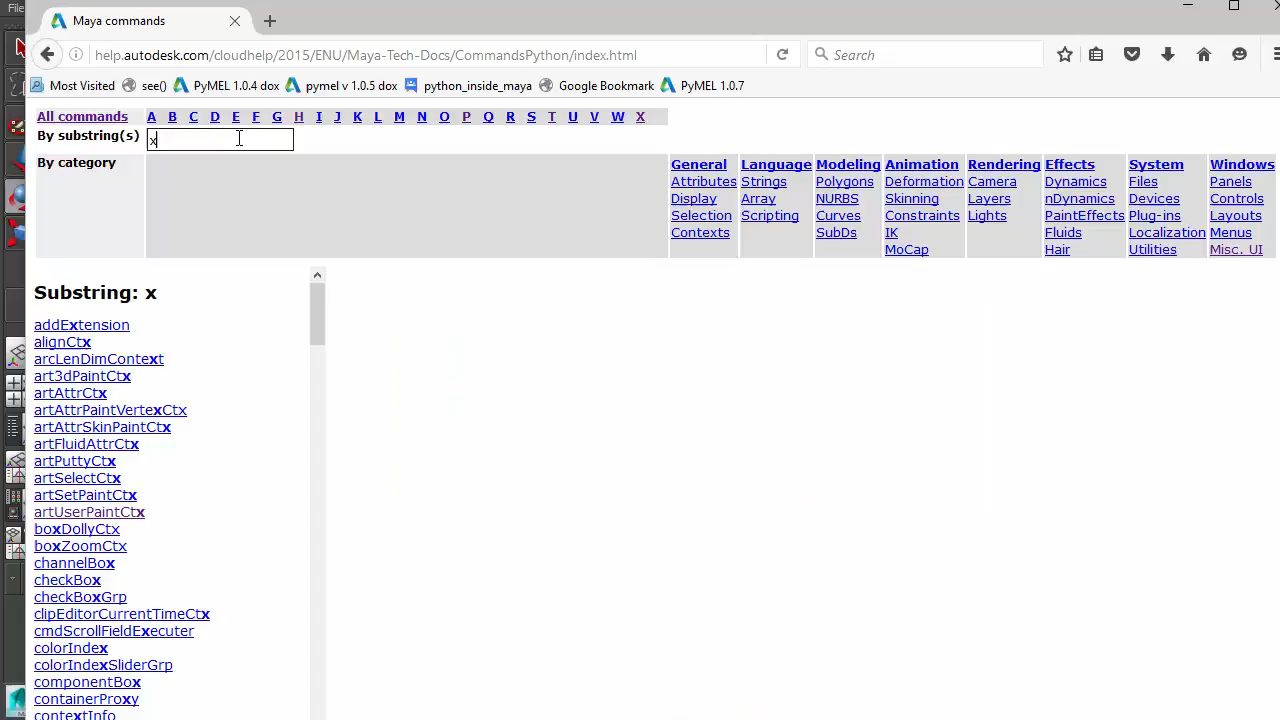 File
Maya commands
help.autodesk.com/cloudhelp/2015/ENU/Maya-Tech-Docs/CommandsPython/index.html
Search
Most Visited see() PyMEL 1.0.4 dox pymel v 1.0.5 dox python_inside_maya Google Bookmark PyMEL 1.0.7
All commands A B C D E F G H I J K L M N O P Q R S T U V W X
By substring(s) x
By category
General Language Modeling Animation Rendering Effects System Windows
Attributes Strings Polygons Deformation Camera Dynamics Files Panels
Display Array NURBS Skinning Layers nDynamics Devices Controls
Selection Scripting Curves Constraints Lights PaintEffects Plug-ins Layouts
Contexts SubDs IK Fluids Localization Menus
MoCap Hair Utilities Misc. UI
Substring: x
addExtension
alignCtx
arcLenDimContext
art3dPaintCtx
artAttrCtx
artAttrPaintVertexCtx
artAttrSkinPaintCtx
artFluidAttrCtx
artPuttyCtx
artSelectCtx
artSetPaintCtx
artUserPaintCtx
boxDollyCtx
boxZoomCtx
channelBox
checkBox
checkBoxGrp
clipEditorCurrentTimeCtx
cmdScrollFieldExecuter
colorIndex
colorIndexSliderGrp
componentBox
containerProxy
contextInfo